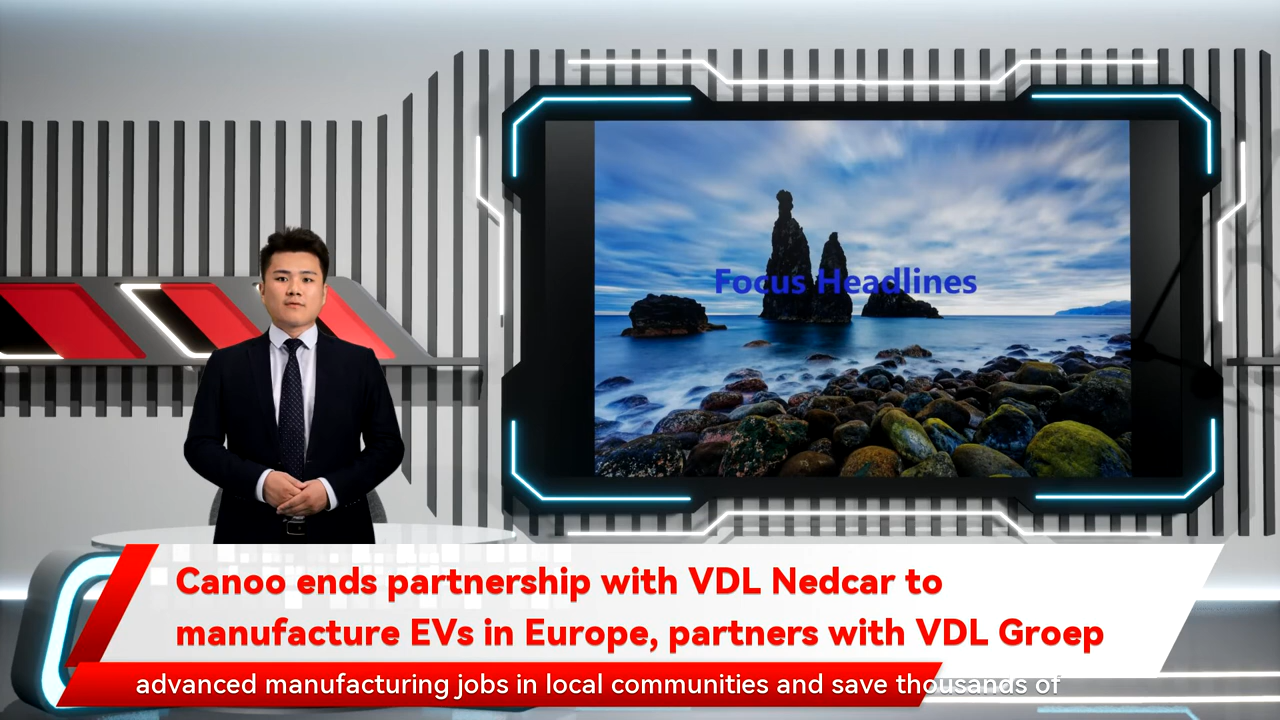 Focus Headlines
Canoo ends partnership with VDL Nedcar to
manufacture EVs in Europe, partners with VDL Groep
advanced manufacturing jobs in local communities and save thousands of